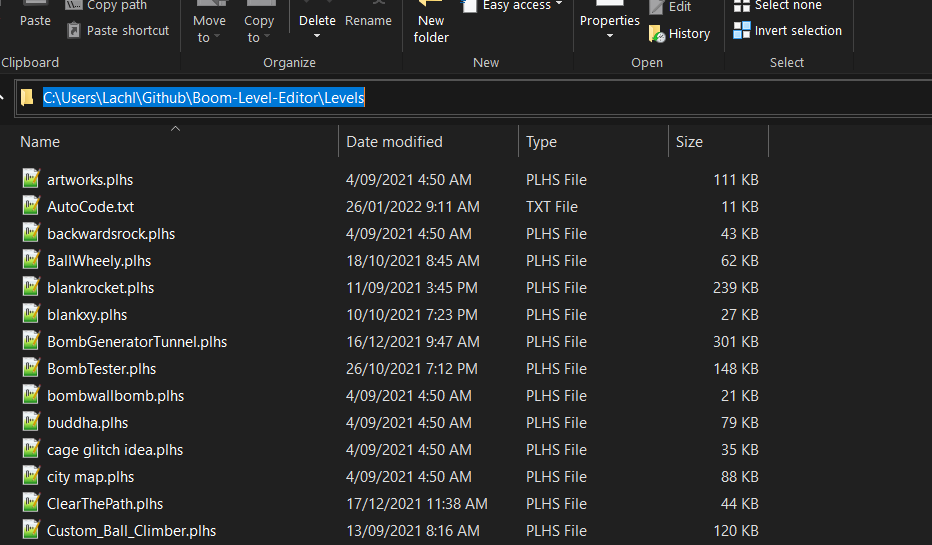 Copy path
Easy access
Edit
Select none
Paste
Paste shortcut
Move to
Copy to
Delete
Rename
New folder
Properties
History
Invert selection
Clipboard
Organize
New
Open
Select
C:\Users\Lachl\Github\Boom-Level-Editor\Levels
Name Date modified Type Size
artworks.plhs 4/09/2021 4:50 AM PLHS File 111 KB
AutoCode.txt 26/01/2022 9:11 AM TXT File 11 KB
backwardsrock.plhs 4/09/2021 4:50 AM PLHS File 43 KB
BallWheely.plhs 18/10/2021 8:45 AM PLHS File 62 KB
blankrocket.plhs 11/09/2021 3:45 PM PLHS File 239 KB
blankxy.plhs 10/10/2021 7:23 PM PLHS File 27 KB
BombGeneratorTunnel.plhs 16/12/2021 9:47 AM PLHS File 301 KB
BombTester.plhs 26/10/2021 7:12 PM PLHS File 148 KB
bombwallbomb.plhs 4/09/2021 4:50 AM PLHS File 21 KB
buddha.plhs 4/09/2021 4:50 AM PLHS File 79 KB
cage glitch idea.plhs 4/09/2021 4:50 AM PLHS File 35 KB
city map.plhs 4/09/2021 4:50 AM PLHS File 88 KB
ClearThePath.plhs 17/12/2021 11:38 AM PLHS File 44 KB
Custom_Ball_Climber.plhs 13/09/2021 8:16 AM PLHS File 120 KB